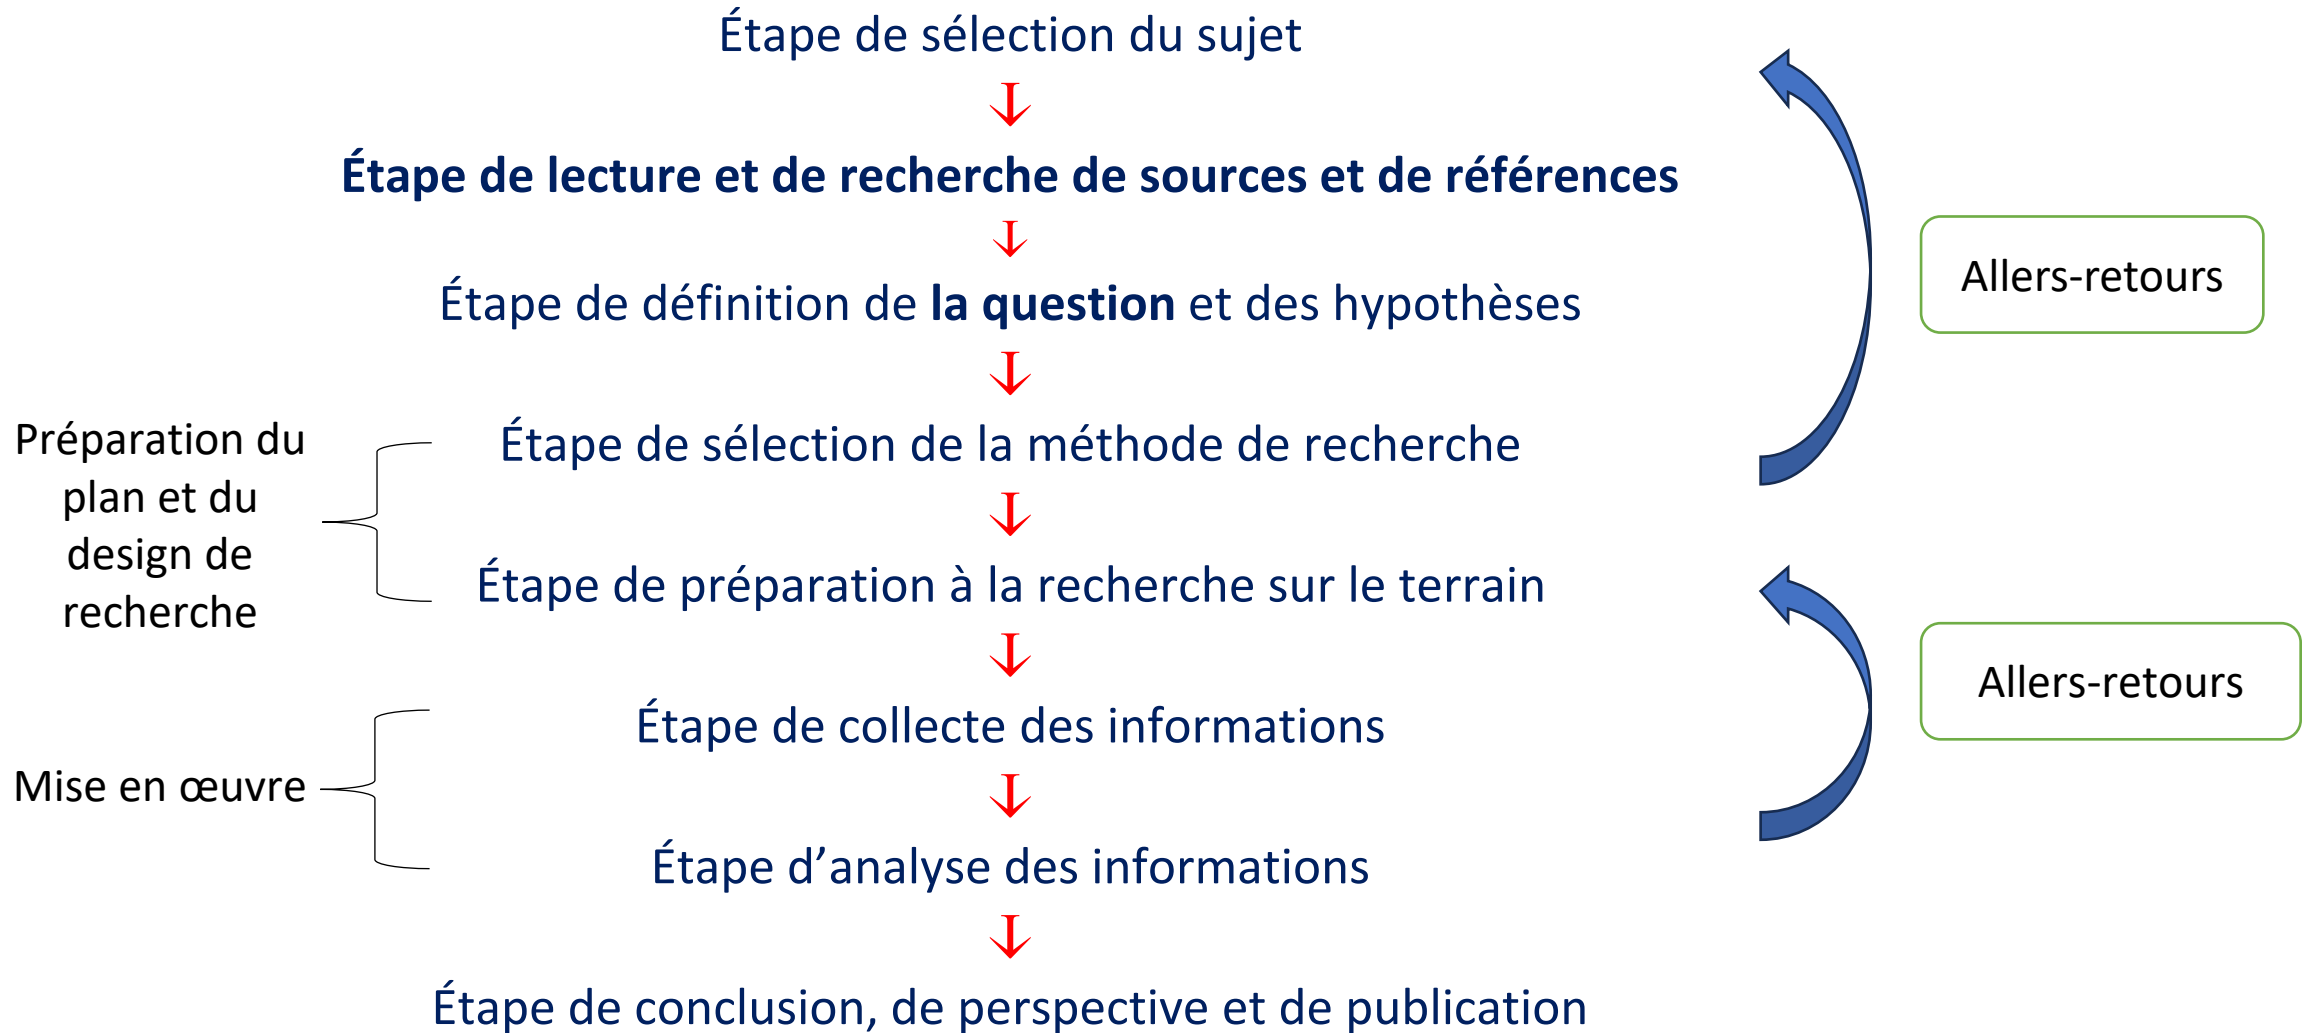 Étape de sélection du sujet
Étape de lecture et de recherche de sources et de références
Étape de définition de la question et des hypothèses
Étape de sélection de la méthode de recherche
Étape de préparation à la recherche sur le terrain
Étape de collecte des informations
Étape d’analyse des informations
Étape de conclusion, de perspective et de publication
Préparation du
plan et du
design de
recherche
Mise en œuvre
Allers-retours
Allers-retours